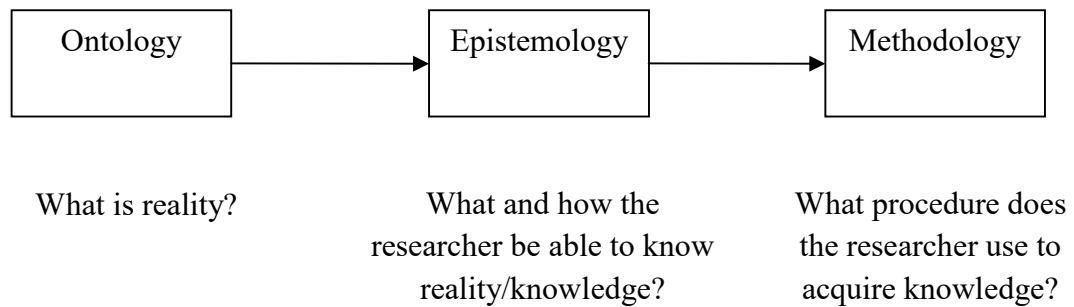 Ontology
Epistemology
Methodology
What is reality?
What and how the
researcher be able to know
reality/knowledge?
What procedure does
the researcher use to
acquire knowledge?